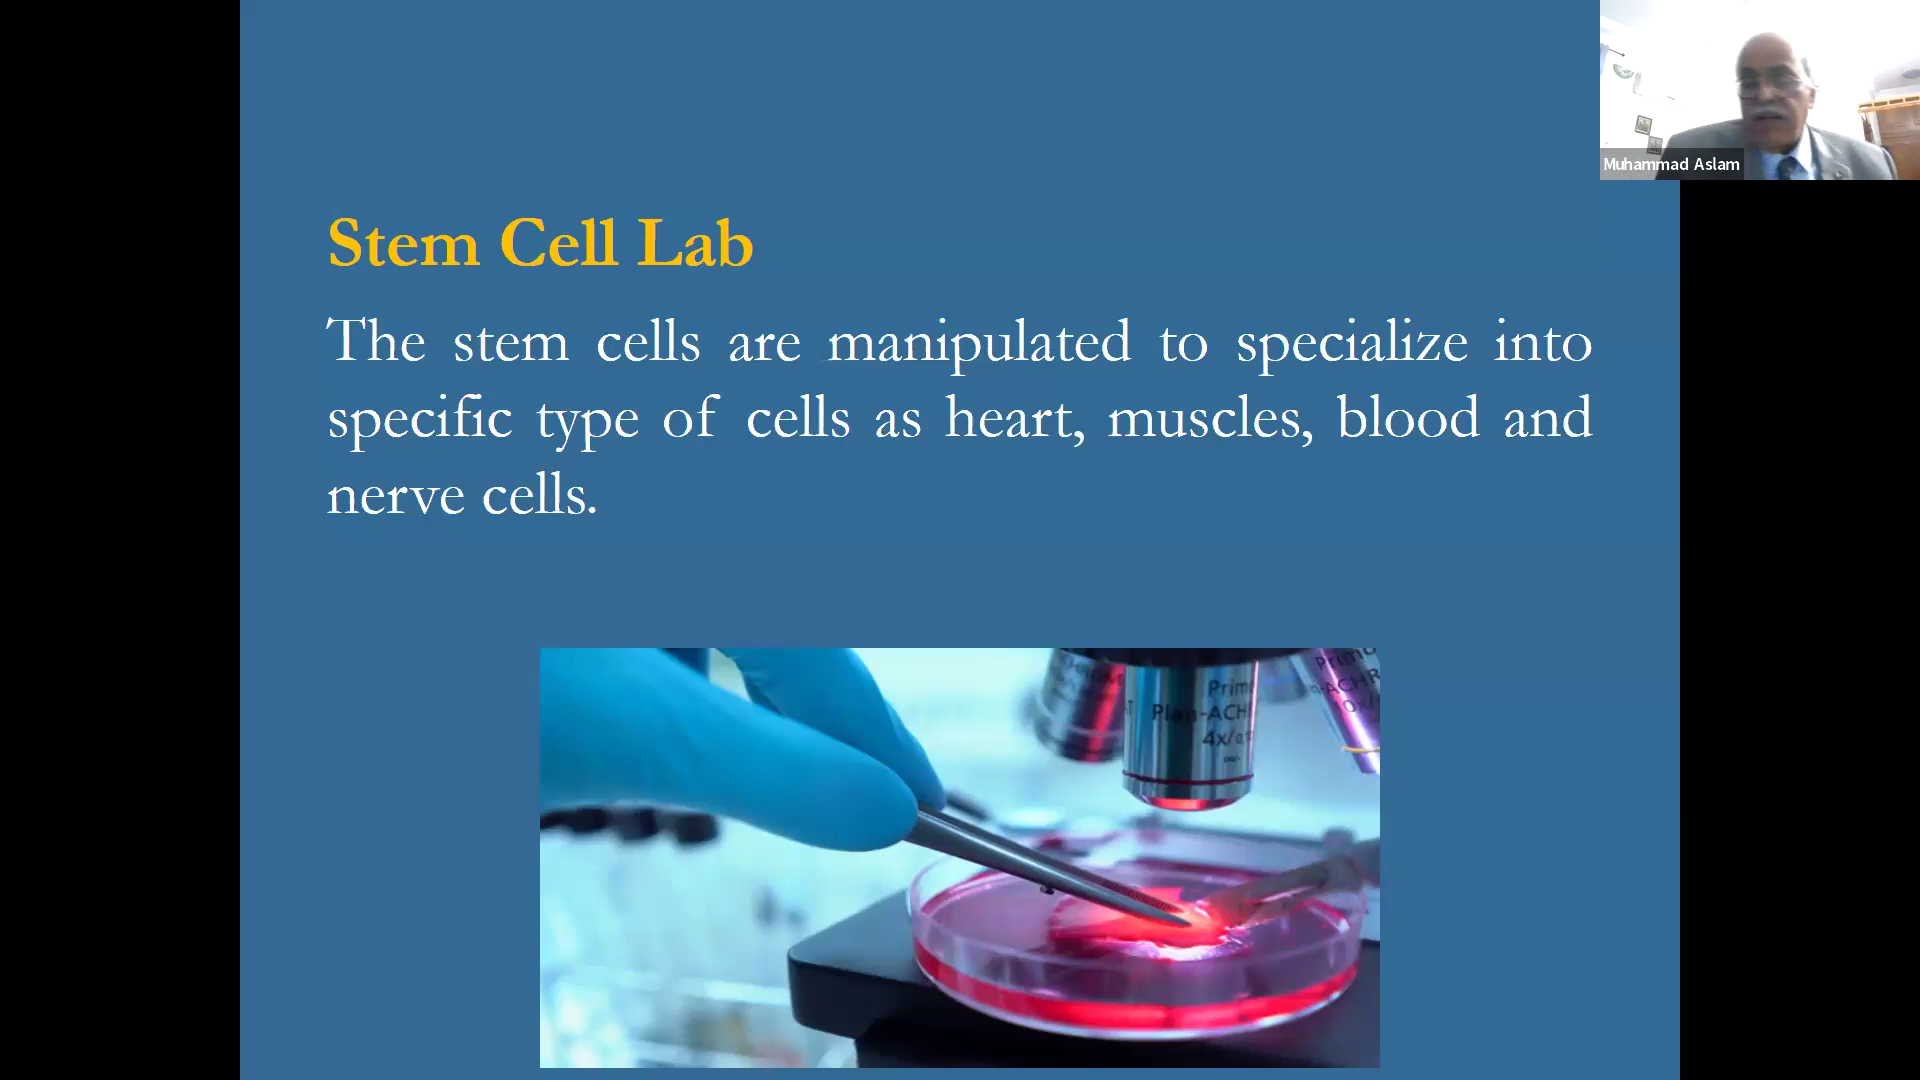 Muhammad Aslam
Stem Cell Lab
The stem cells are manipulated to specialize into
specific type of cells as heart, muscles, blood and
nerve cells.
Plan-ACH
4x/
10x/